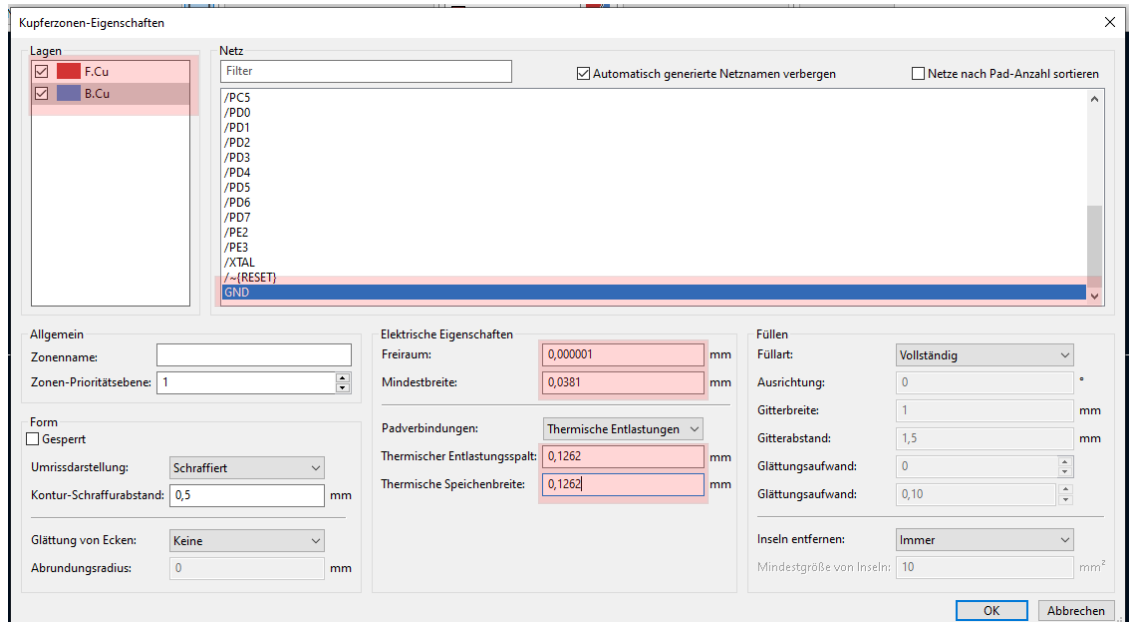 Kupferzonen-Eigenschaften
Lagen
F.Cu
B.Cu
Netz
Filter
Automatisch generierte Netznamen verbergen
Netze nach Pad-Anzahl sortieren
/PC5
/PD0
/PD1
/PD2
/PD3
/PD4
/PD5
/PD6
/PD7
/PE2
/PE3
/XTAL
/~{RESET}
GND
Allgemein
Zonenname:
Zonen-Prioritätsebene: 1
Form
Gesperrt
Umrissdarstellung: Schraffiert
Kontur-Schraffurabstand: 0,5 mm
Glättung von Ecken: Keine
Abrundungsradius: 0 mm
Elektrische Eigenschaften
Freiraum: 0,000001 mm
Mindestbreite: 0,0381 mm
Padverbindungen: Thermische Entlastungen
Thermischer Entlastungsspalt: 0,1262 mm
Thermische Speichenbreite: 0,1262 mm
Füllen
Füllart: Vollständig
Ausrichtung: 0 °
Gitterbreite: 1 mm
Gitterabstand: 1,5 mm
Glättungsaufwand: 0
Glättungsaufwand: 0,10
Inseln entfernen: Immer
Mindestgröße von Inseln: 10 mm²
OK
Abbrechen